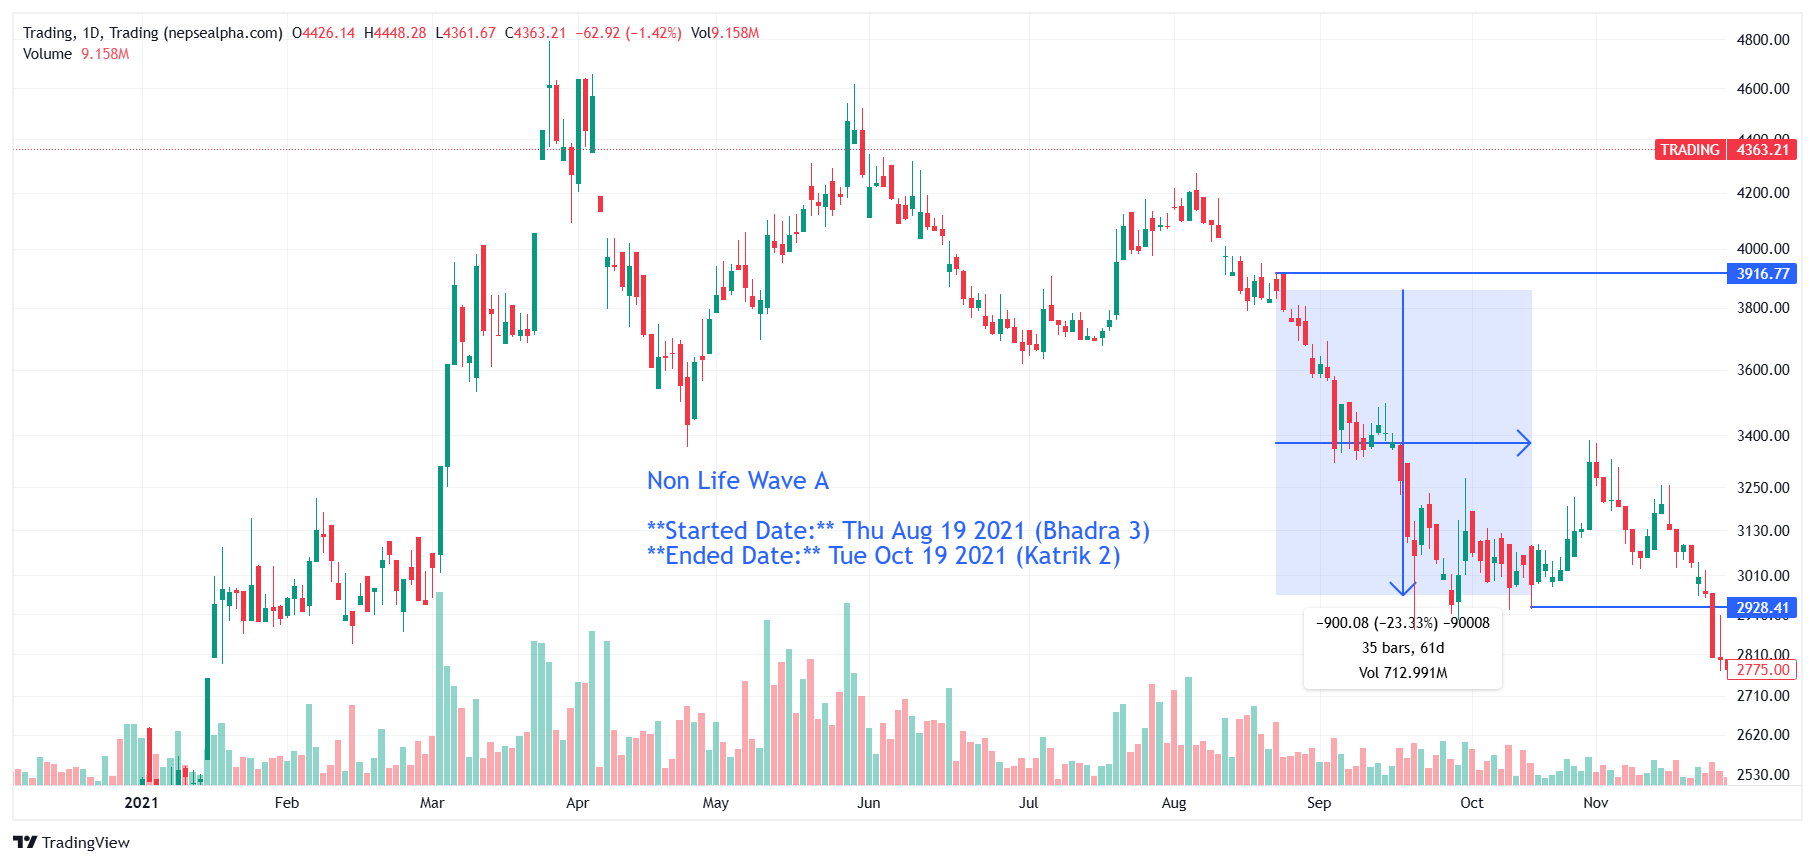 Trading, 1D, Trading (nepsealpha.com) O4426.14 H4448.28 L4361.67 C4363.21 −62.92 (−1.42%) Vol9.158M
Volume 9.158M
4800.00
4600.00
4400.00
TRADING 4363.21
4200.00
4000.00
3916.77
3800.00
3600.00
3400.00
Non Life Wave A
3250.00
**Started Date:** Thu Aug 19 2021 (Bhadra 3)
3130.00
**Ended Date:** Tue Oct 19 2021 (Katrik 2)
3010.00
2928.41
−900.08 (−23.33%) −90008
35 bars, 61d
2810.00
Vol 712.991M
2775.00
2710.00
2620.00
2530.00
2021 Feb Mar Apr May Jun Jul Aug Sep Oct Nov
TradingView